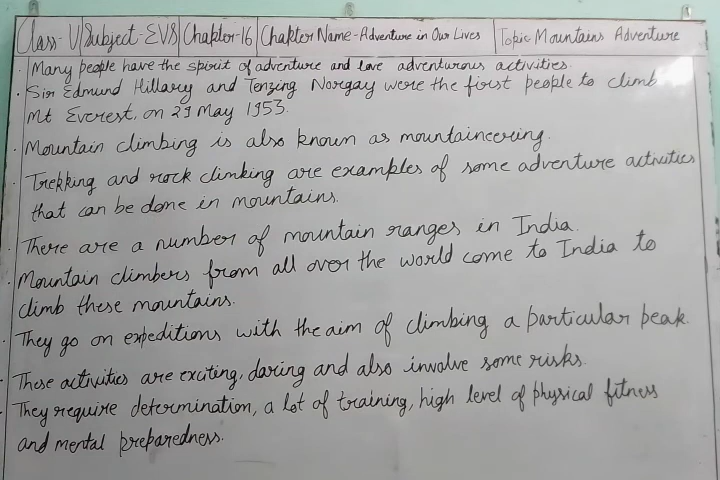 Class-V Subject-EVS Chapter-16 Chapter Name-Adventure in Our Lives Topic Mountains Adventure
· Many people have the spirit of adventure and love adventurous activities.
· Sir Edmund Hillary and Tenzing Norgay were the first people to climb
Mt Everest, on 29 May 1953.
· Mountain climbing is also known as mountaineering.
· Trekking and rock climbing are examples of some adventure activities
that can be done in mountains.
· There are a number of mountain ranges in India.
· Mountain climbers from all over the world come to India to
climb these mountains.
· They go on expeditions with the aim of climbing a particular peak.
· These activities are exciting, daring and also involve some risks.
· They require determination, a lot of training, high level of physical fitness
and mental preparedness.